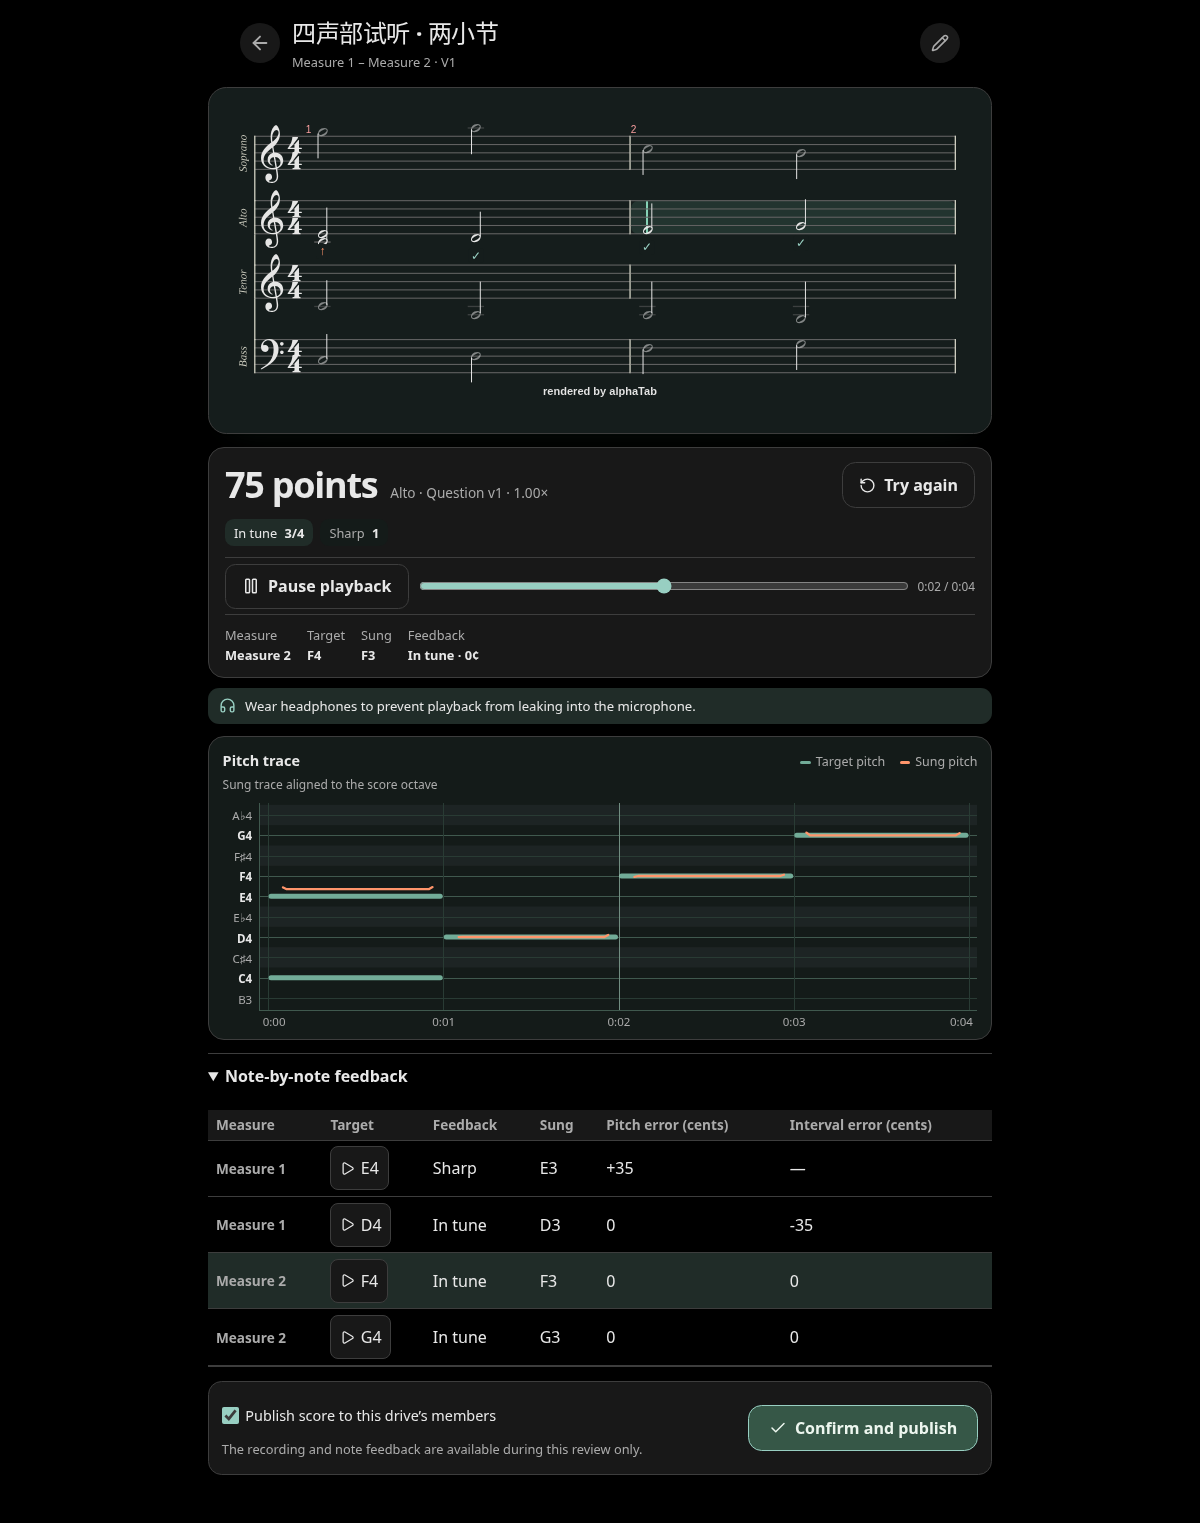 四声部试听 · 两小节
Measure 1 – Measure 2 · V1
1
2
Soprano
Alto
Tenor
Bass
rendered by alphaTab
75 points
Alto · Question v1 · 1.00×
Try again
In tune 3/4
Sharp 1
Pause playback
0:02 / 0:04
Measure Target Sung Feedback
Measure 2 F4 F3 In tune · 0¢
Wear headphones to prevent playback from leaking into the microphone.
Pitch trace
Target pitch
Sung pitch
Sung trace aligned to the score octave
A♭4
G4
F♯4
F4
E4
E♭4
D4
C♯4
C4
B3
0:00 0:01 0:02 0:03 0:04
▼ Note-by-note feedback
Measure Target Feedback Sung Pitch error (cents) Interval error (cents)
Measure 1 E4 Sharp E3 +35 —
Measure 1 D4 In tune D3 0 -35
Measure 2 F4 In tune F3 0 0
Measure 2 G4 In tune G3 0 0
Publish score to this drive’s members
The recording and note feedback are available during this review only.
Confirm and publish